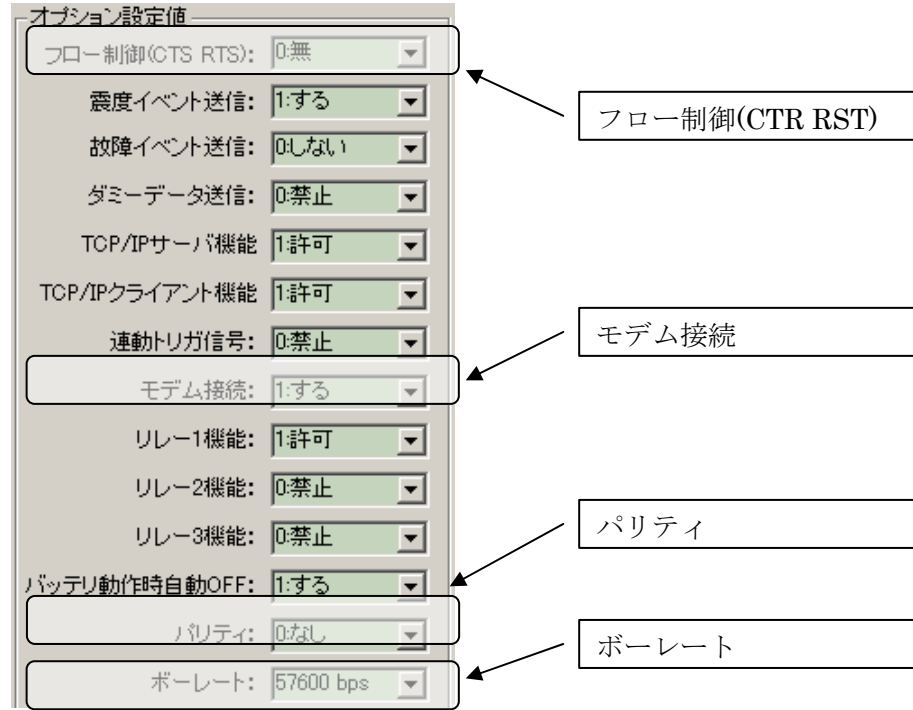 オプション設定値
フロー制御(CTS RTS): 0:無
震度イベント送信: 1:する
故障イベント送信: 0:しない
ダミーデータ送信: 0:禁止
TCP/IPサーバ機能 1:許可
TCP/IPクライアント機能 1:許可
連動トリガ信号: 0:禁止
モデム接続: 1:する
リレー1機能: 1:許可
リレー2機能: 0:禁止
リレー3機能: 0:禁止
バッテリ動作時自動OFF: 1:する
パリティ: 0:なし
ボーレート: 57600 bps
フロー制御(CTR RST)
モデム接続
パリティ
ボーレート